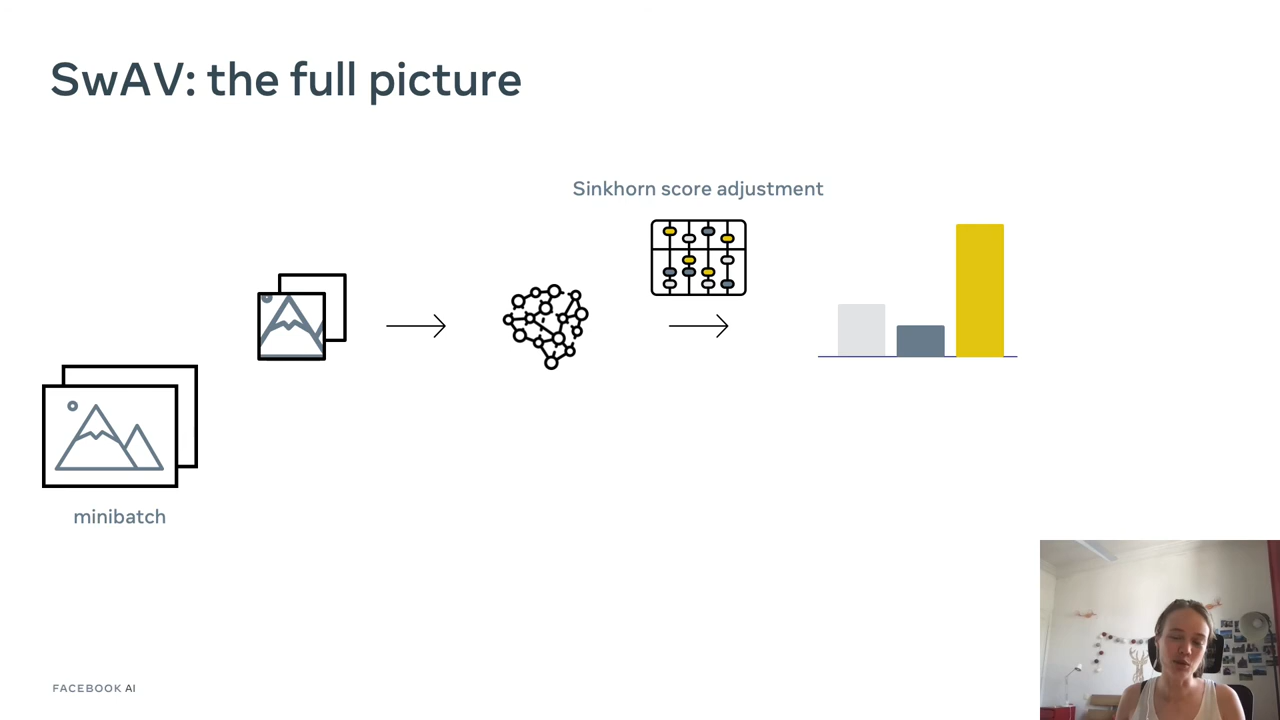 SwAV: the full picture
Sinkhorn score adjustment
minibatch
FACEBOOK AI